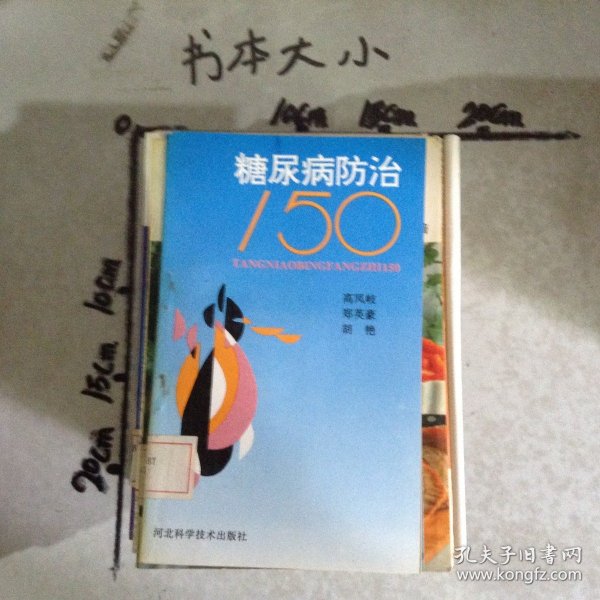 书本大小
0 10cm 15cm 20cm
10cm
15cm
20cm
糖尿病防治
150
TANGNIAOBINGFANGZHI150
高凤岐
郑英豪
胡艳
87
河北科学技术出版社
孔夫子旧书网
www.kongfz.com